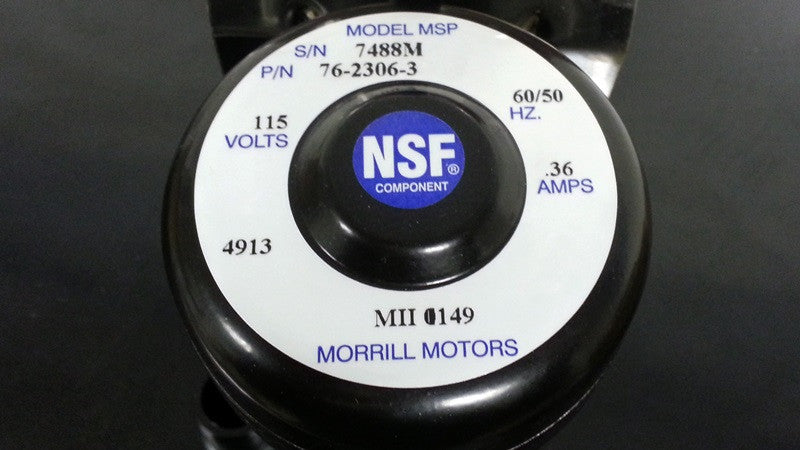 MODEL MSP
S/N 7488M
P/N 76-2306-3
115
VOLTS
60/50
HZ.
NSF®
COMPONENT
.36
AMPS
4913
MII 0149
MORRILL MOTORS